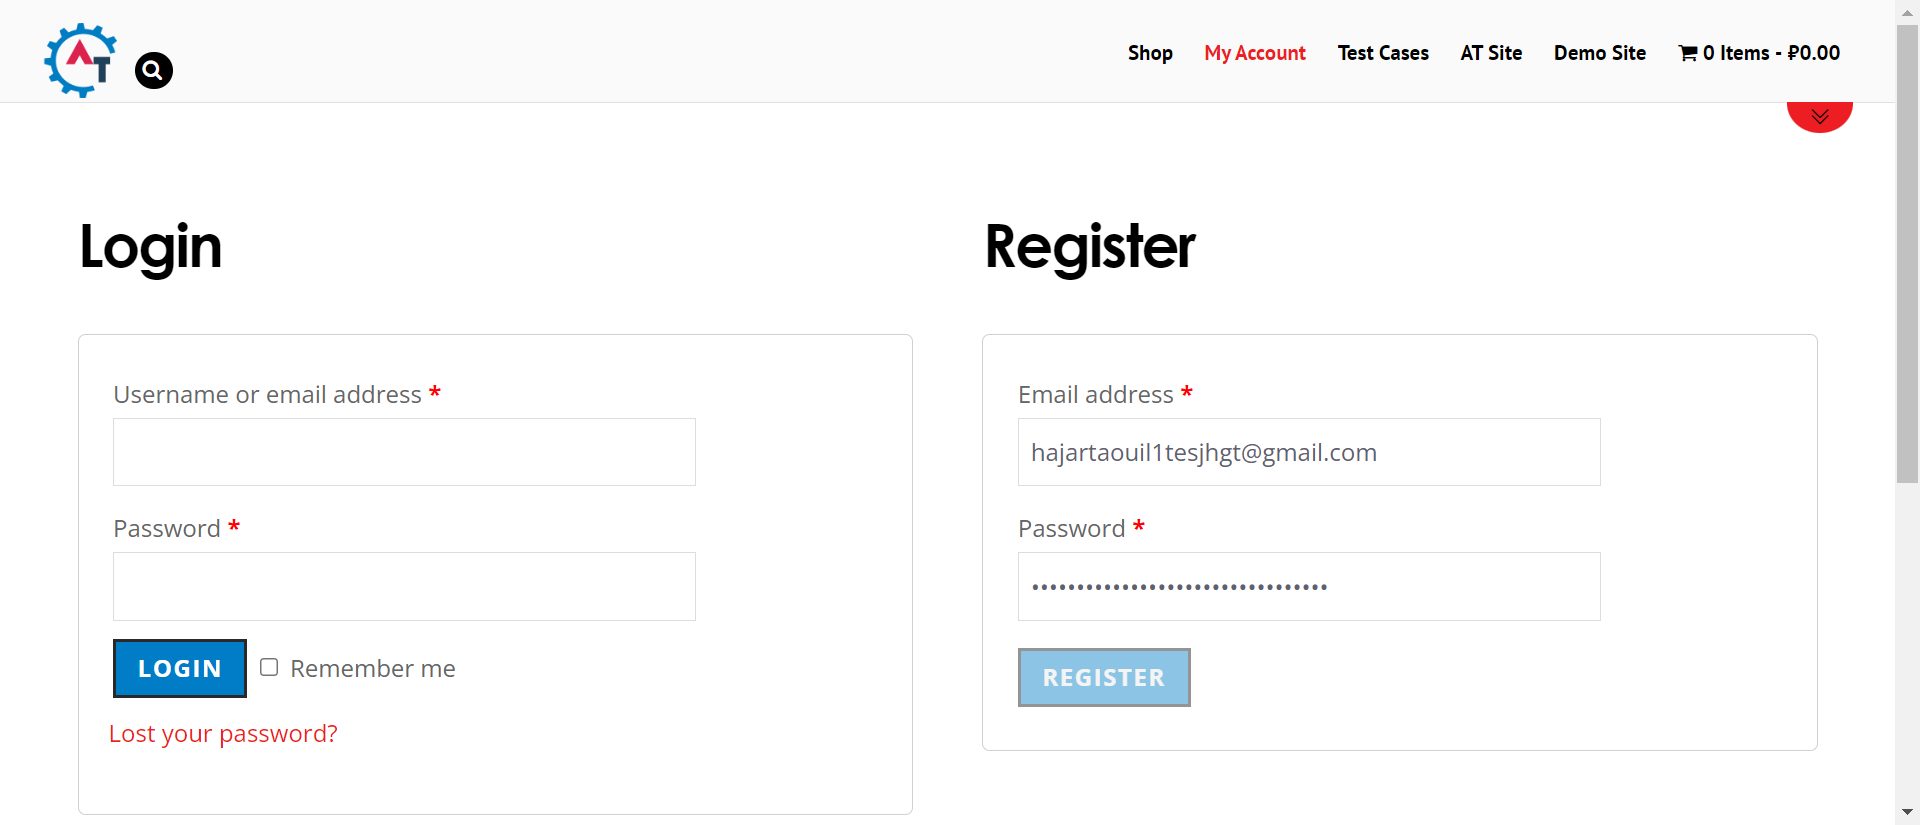 AT
Shop My Account Test Cases AT Site Demo Site 0 Items - ₽0.00
Login
Username or email address *
Password *
LOGIN Remember me
Lost your password?
Register
Email address *
hajartaouil1tesjhgt@gmail.com
Password *
•••••••••••••••••••••••••••••••••
REGISTER